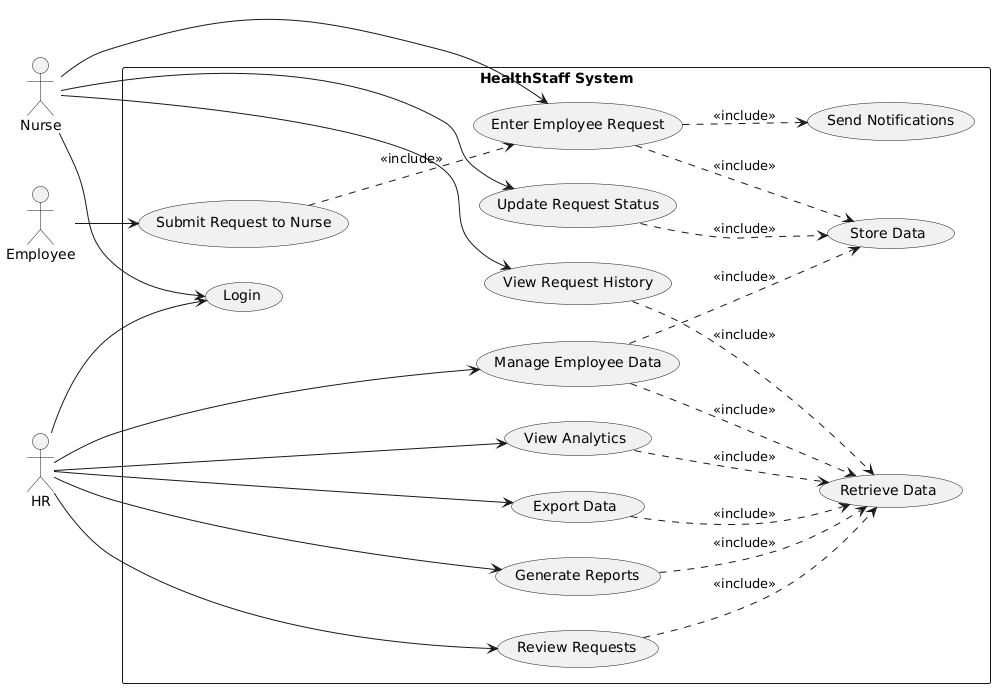 HealthStaff System
Nurse
Enter Employee Request
«include»
Send Notifications
«include»
«include»
Employee
Submit Request to Nurse
Update Request Status
«include»
Store Data
Login
View Request History
«include»
«include»
Manage Employee Data
«include»
View Analytics
«include»
HR
Retrieve Data
Export Data
«include»
«include»
Generate Reports
«include»
Review Requests